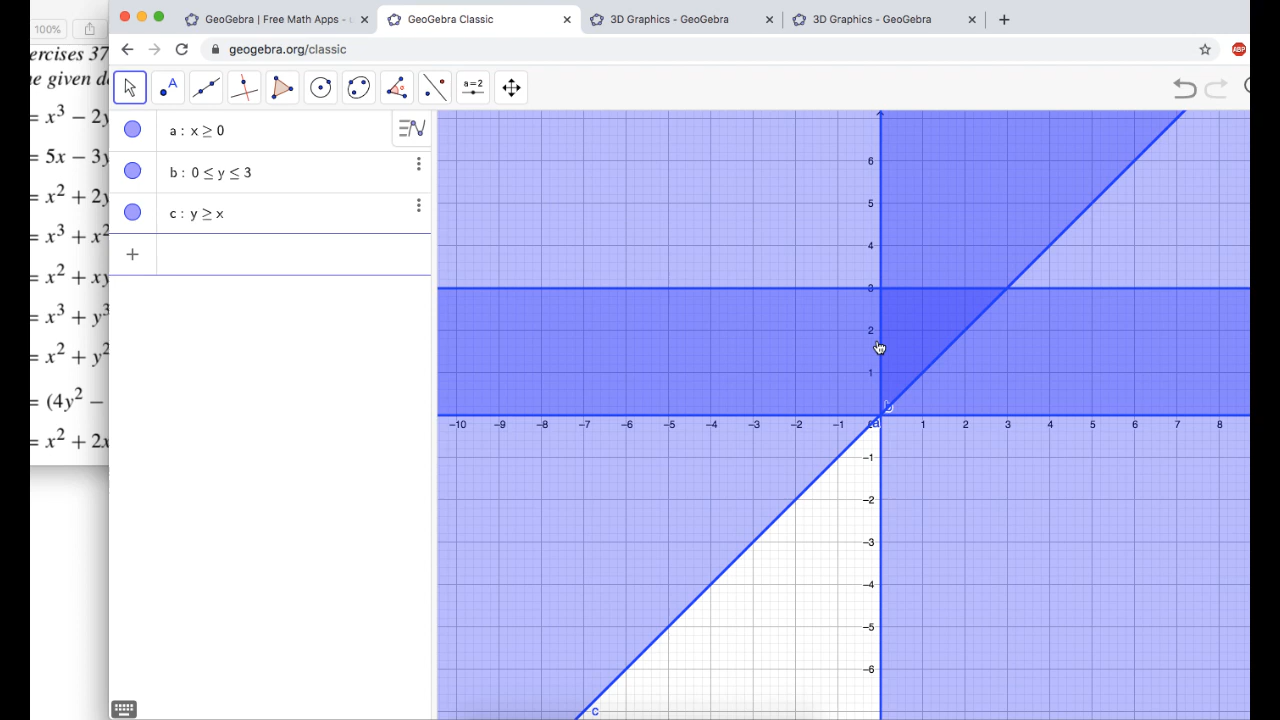 100%
GeoGebra | Free Math Apps -
GeoGebra Classic
3D Graphics - GeoGebra
3D Graphics - GeoGebra
geogebra.org/classic
ABP
A
a=2
ercises 37
ne given d
= x³ − 2y
= 5x − 3y
= x² + 2y
= x³ + x²
= x² + xy
= x³ + y³
= x² + y²
= (4y² −
= x² + 2x
a : x ≥ 0
b : 0 ≤ y ≤ 3
c : y ≥ x
6
5
4
3
2
1
b
a
−10 −9 −8 −7 −6 −5 −4 −3 −2 −1 1 2 3 4 5 6 7 8
−1
−2
−3
−4
−5
−6
c